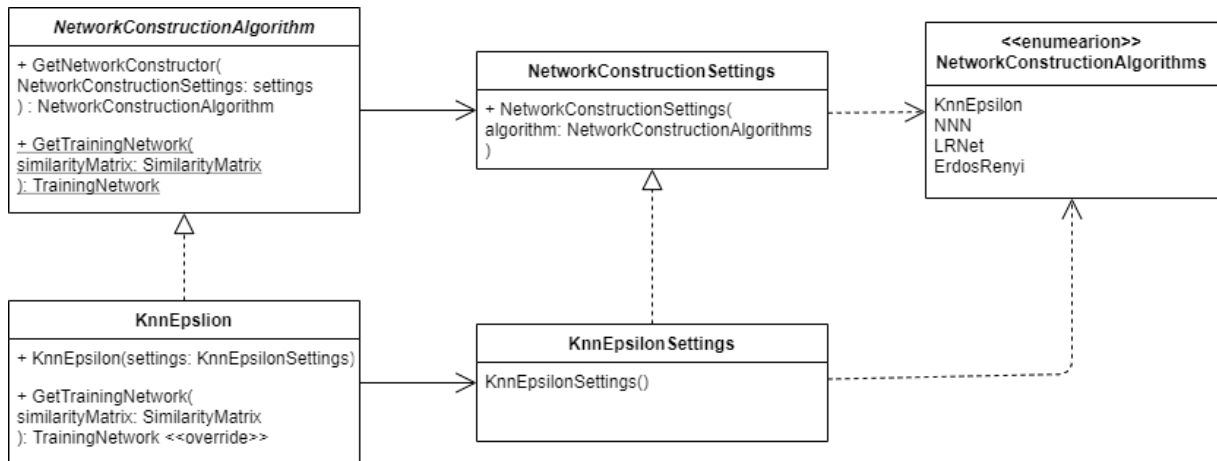 NetworkConstructionAlgorithm
+ GetNetworkConstructor(
NetworkConstructionSettings: settings
) : NetworkConstructionAlgorithm
+ GetTrainingNetwork(
similarityMatrix: SimilarityMatrix
): TrainingNetwork
NetworkConstructionSettings
+ NetworkConstructionSettings(
algorithm: NetworkConstructionAlgorithms
)
<<enumearion>>
NetworkConstructionAlgorithms
KnnEpsilon
NNN
LRNet
ErdosRenyi
KnnEpslion
+ KnnEpsilon(settings: KnnEpsilonSettings)
+ GetTrainingNetwork(
similarityMatrix: SimilarityMatrix
): TrainingNetwork <<override>>
KnnEpsilonSettings
KnnEpsilonSettings()